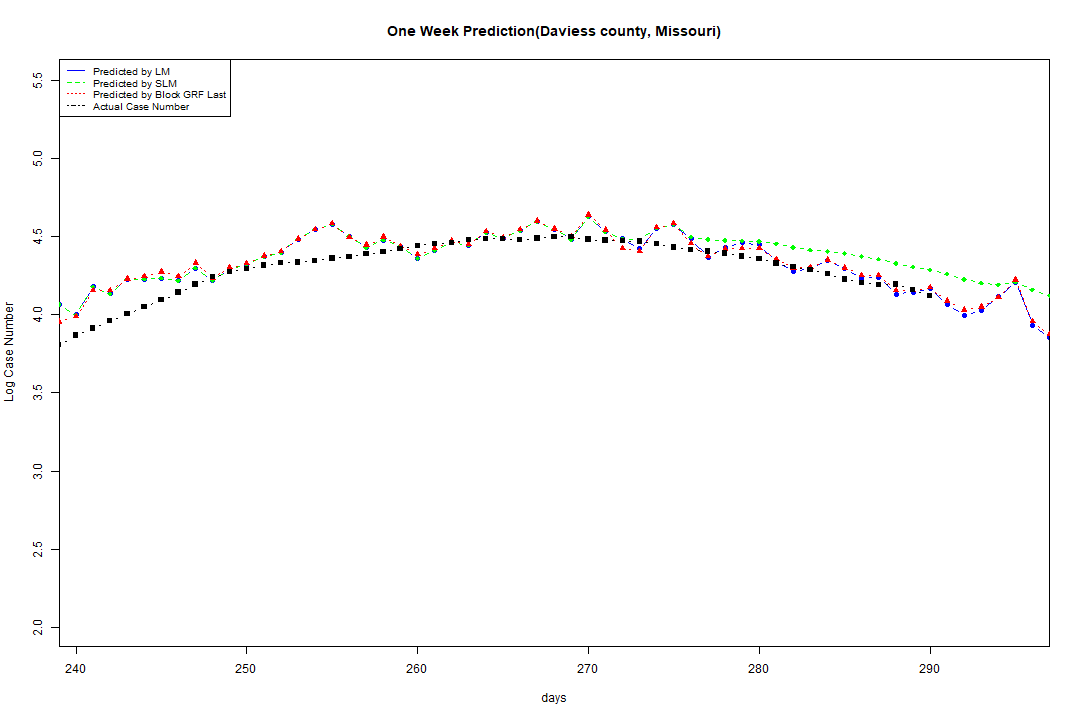 One Week Prediction(Daviess county, Missouri)
Predicted by LM
Predicted by SLM
Predicted by Block GRF Last
Actual Case Number
5.5
5.0
4.5
4.0
3.5
3.0
2.5
2.0
Log Case Number
240 250 260 270 280 290
days